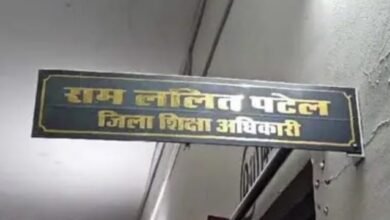 राम ललित पटेल
जिला शिक्षा अधिकारी